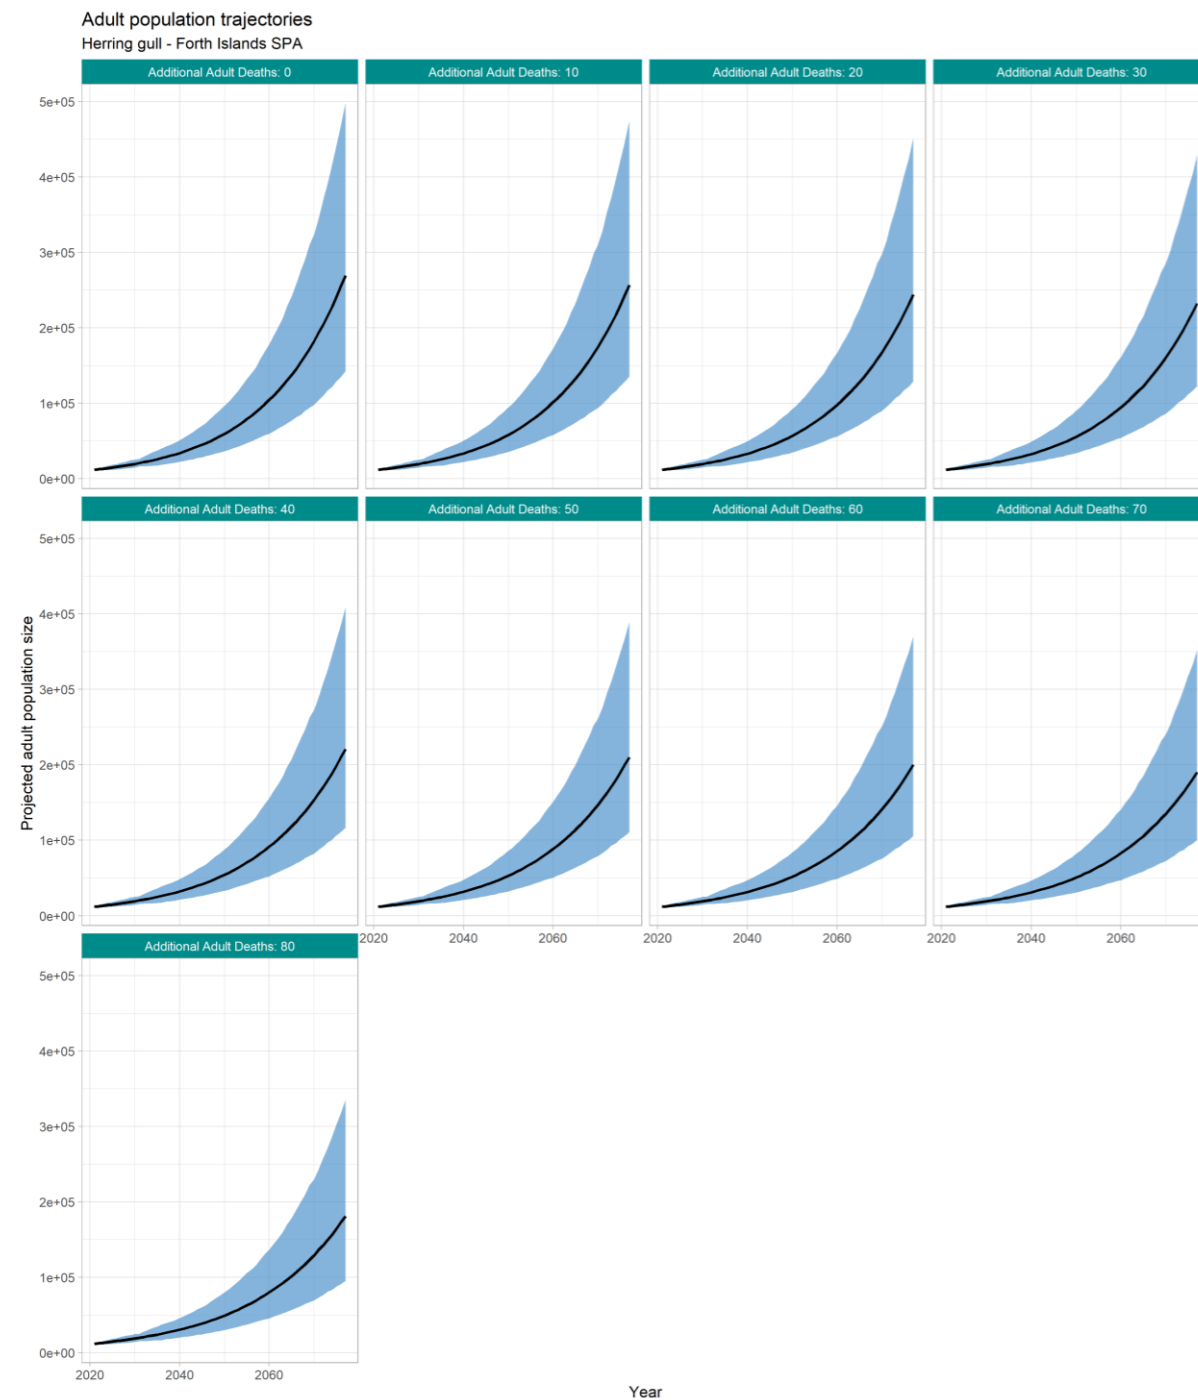 Adult population trajectories
Herring gull - Forth Islands SPA
Additional Adult Deaths: 0
Additional Adult Deaths: 10
Additional Adult Deaths: 20
Additional Adult Deaths: 30
5e+05
4e+05
3e+05
2e+05
1e+05
0e+00
Additional Adult Deaths: 40
Additional Adult Deaths: 50
Additional Adult Deaths: 60
Additional Adult Deaths: 70
5e+05
4e+05
3e+05
2e+05
1e+05
0e+00
Projected adult population size
2020 2040 2060
2020 2040 2060
2020 2040 2060
Additional Adult Deaths: 80
5e+05
4e+05
3e+05
2e+05
1e+05
0e+00
2020 2040 2060
Year